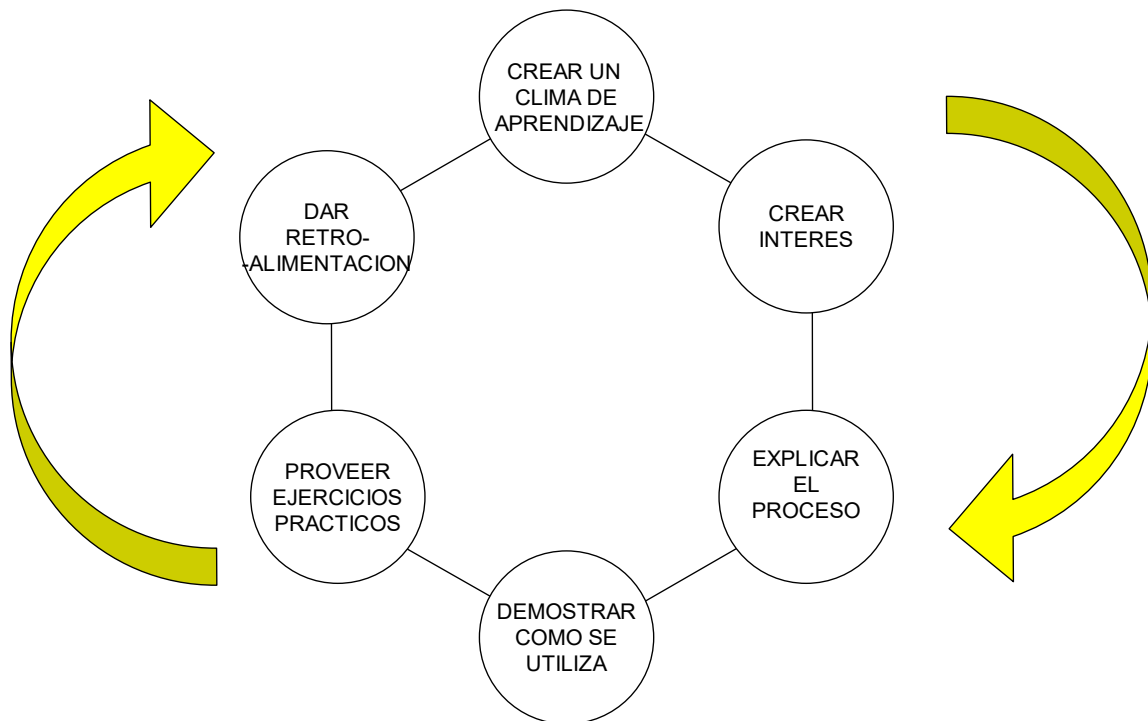 CREAR UN
CLIMA DE
APRENDIZAJE
CREAR
INTERES
EXPLICAR
EL
PROCESO
DEMOSTRAR
COMO SE
UTILIZA
PROVEER
EJERCICIOS
PRACTICOS
DAR
RETRO-
-ALIMENTACION